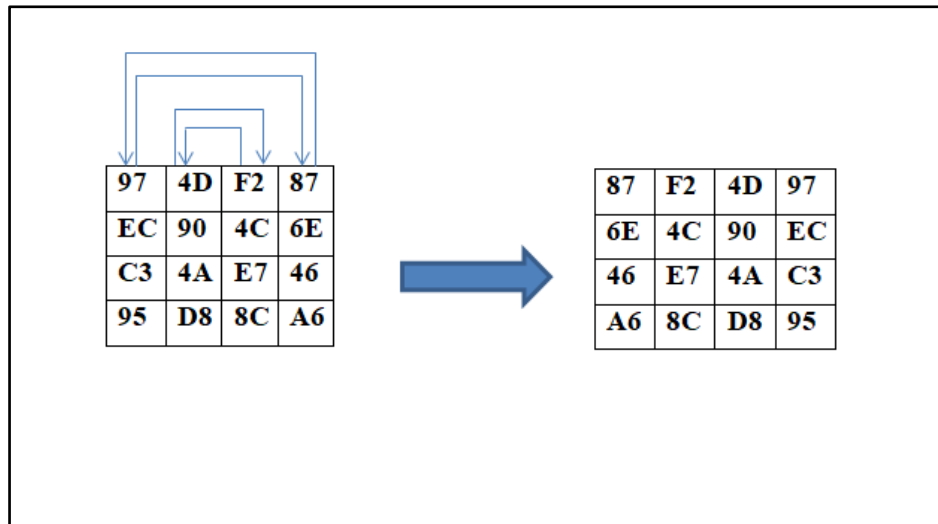 97 4D F2 87
EC 90 4C 6E
C3 4A E7 46
95 D8 8C A6
87 F2 4D 97
6E 4C 90 EC
46 E7 4A C3
A6 8C D8 95